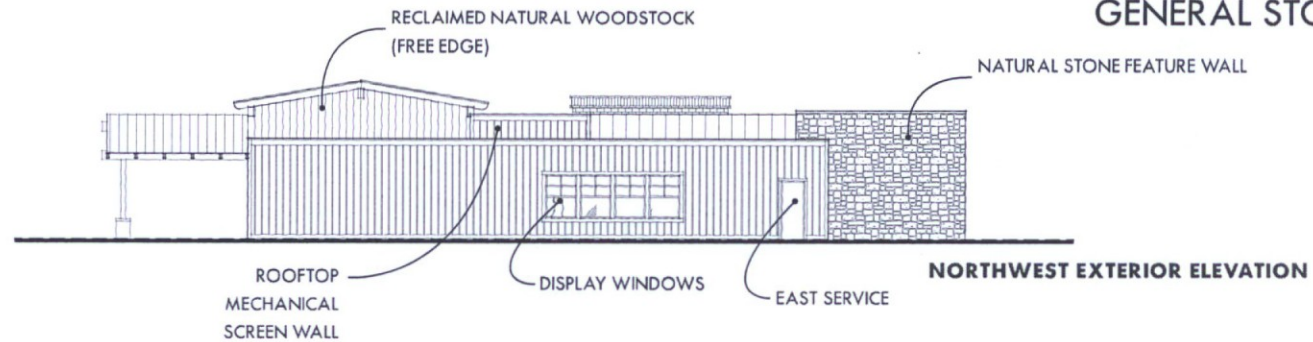 GENERAL
RECLAIMED NATURAL WOODSTOCK
(FREE EDGE)
NATURAL STONE FEATURE WALL
ROOFTOP
MECHANICAL
SCREEN WALL
DISPLAY WINDOWS
EAST SERVICE
NORTHWEST EXTERIOR ELEVATION